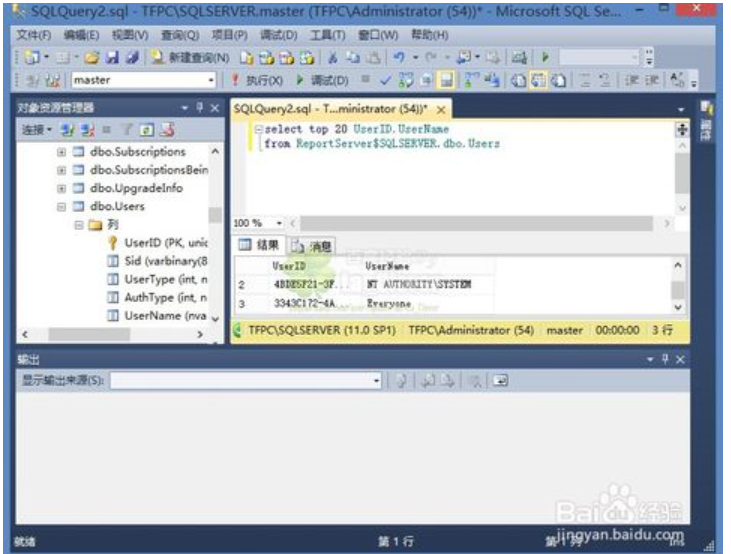 SQLQuery2.sql - TFPC\SQLSERVER.master (TFPC\Administrator (54))* - Microsoft SQL Se...
文件(F) 编辑(E) 视图(V) 查询(Q) 项目(P) 调试(D) 工具(T) 窗口(W) 帮助(H)
新建查询(N)
master 执行(X) 调试(D)
对象资源管理器
连接
dbo.Subscriptions
dbo.SubscriptionsBein
dbo.UpgradeInfo
dbo.Users
列
UserID (PK, unic
Sid (varbinary(8
UserType (int, n
AuthType (int, n
UserName (nva
SQLQuery2.sql - T...ministrator (54))*
select top 20 UserID.UserName
from ReportServer$SQLSERVER.dbo.Users
100 %
结果 消息
UserID UserName
2 4BDE5F21-3F... NT AUTHORITY\SYSTEM
3 3343C172-4A... Everyone
TFPC\SQLSERVER (11.0 SP1) TFPC\Administrator (54) master 00:00:00 3 行
属性
输出
显示输出来源(S):
就绪 第 1 行
Baidu 经验
jingyan.baidu.com